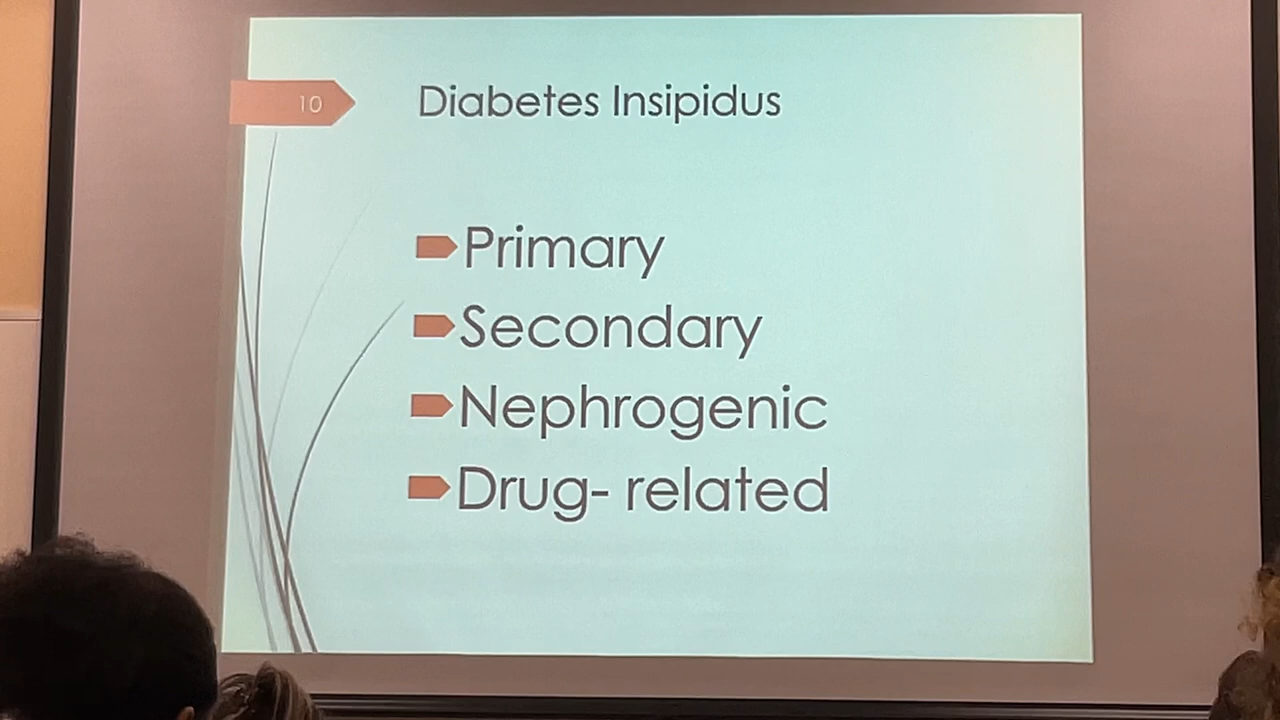 10
Diabetes Insipidus
Primary
Secondary
Nephrogenic
Drug- related